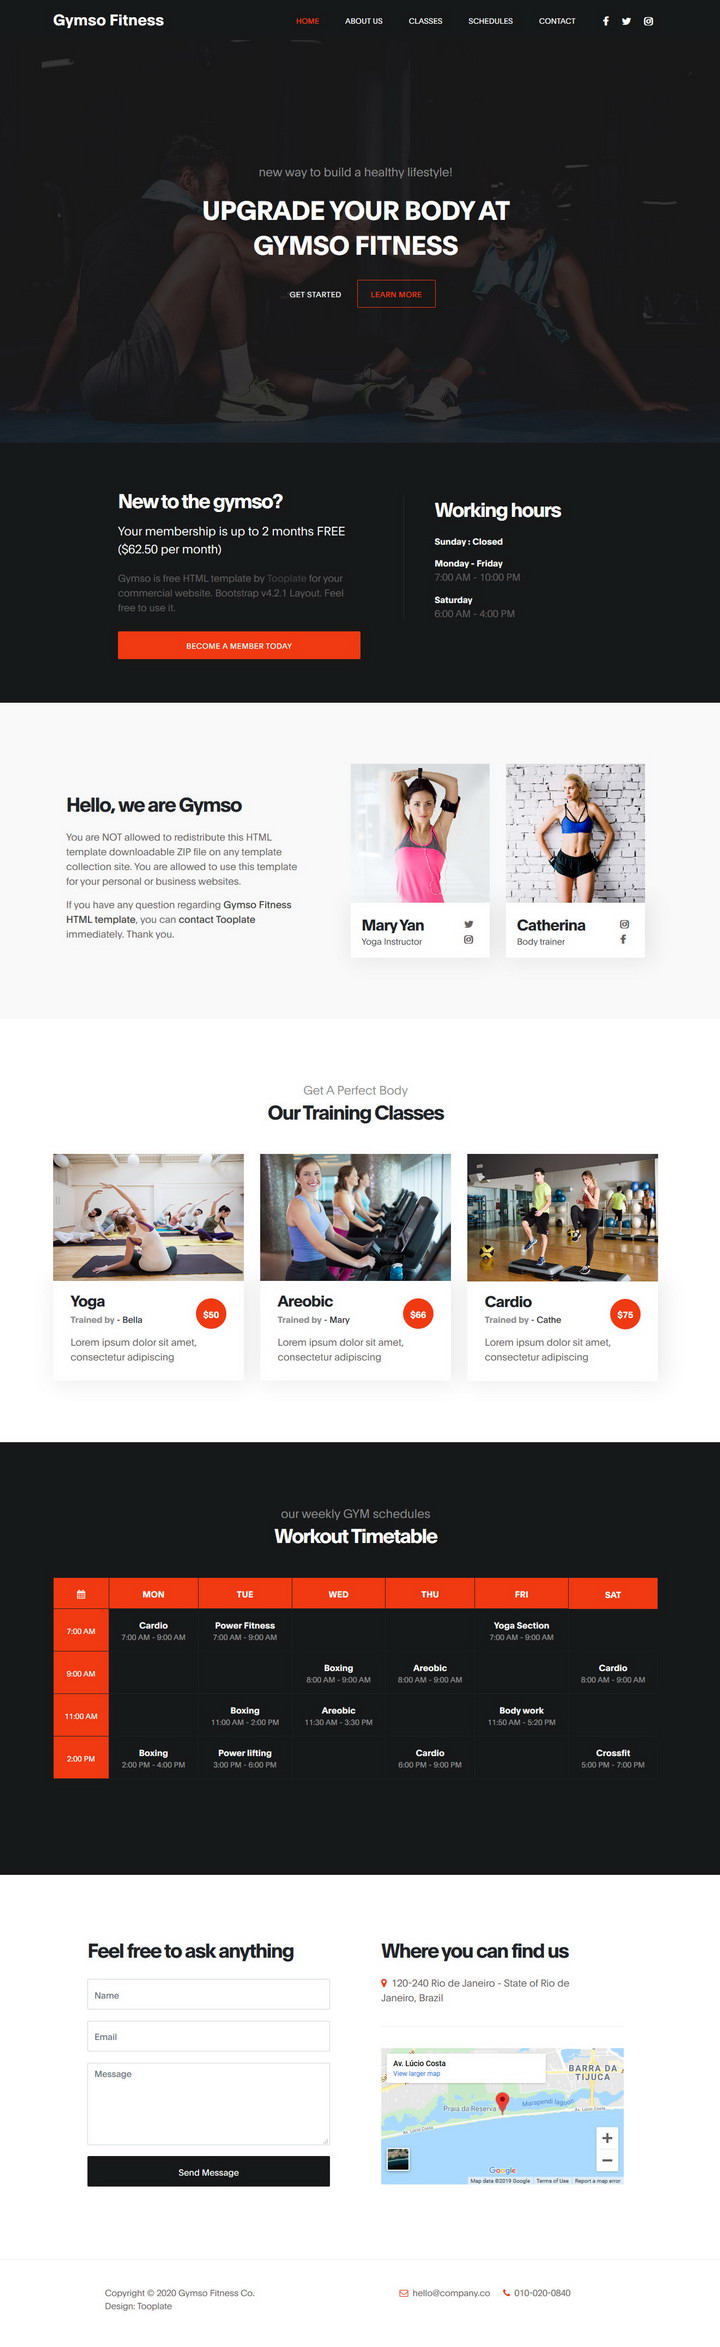 Gymso Fitness
HOME ABOUT US CLASSES SCHEDULES CONTACT
new way to build a healthy lifestyle!
UPGRADE YOUR BODY AT
GYMSO FITNESS
GET STARTED
LEARN MORE
New to the gymso?
Your membership is up to 2 months FREE
($62.50 per month)
Gymso is free HTML template by Tooplate for your
commercial website. Bootstrap v4.2.1 Layout. Feel
free to use it.
BECOME A MEMBER TODAY
Working hours
Sunday : Closed
Monday - Friday
7:00 AM - 10:00 PM
Saturday
6:00 AM - 4:00 PM
Hello, we are Gymso
You are NOT allowed to redistribute this HTML
template downloadable ZIP file on any template
collection site. You are allowed to use this template
for your personal or business websites.
If you have any question regarding Gymso Fitness
HTML template, you can contact Tooplate
immediately. Thank you.
Mary Yan
Yoga Instructor
Catherina
Body trainer
Get A Perfect Body
Our Training Classes
Yoga
Trained by - Bella
$50
Lorem ipsum dolor sit amet,
consectetur adipiscing
Areobic
Trained by - Mary
$66
Lorem ipsum dolor sit amet,
consectetur adipiscing
Cardio
Trained by - Cathe
$75
Lorem ipsum dolor sit amet,
consectetur adipiscing
our weekly GYM schedules
Workout Timetable
MON TUE WED THU FRI SAT
7:00 AM
Cardio
7:00 AM - 9:00 AM
Power Fitness
7:00 AM - 9:00 AM
Yoga Section
7:00 AM - 9:00 AM
9:00 AM
Boxing
8:00 AM - 9:00 AM
Areobic
8:00 AM - 9:00 AM
Cardio
8:00 AM - 9:00 AM
11:00 AM
Boxing
11:00 AM - 2:00 PM
Areobic
11:30 AM - 3:30 PM
Body work
11:50 AM - 5:20 PM
2:00 PM
Boxing
2:00 PM - 4:00 PM
Power lifting
3:00 PM - 6:00 PM
Cardio
6:00 PM - 9:00 PM
Crossfit
5:00 PM - 7:00 PM
Feel free to ask anything
Name
Email
Message
Send Message
Where you can find us
120-240 Rio de Janeiro - State of Rio de
Janeiro, Brazil
Av. Lúcio Costa
View larger map
BARRA DA
TIJUCA
Marapendi lagoon
Praia da Reserva
Av. Lúcio Costa
Av. Lúcio Costa
Google
Map data ©2019 Google Terms of Use Report a map error
Copyright © 2020 Gymso Fitness Co.
Design: Tooplate
hello@company.co
010-020-0840